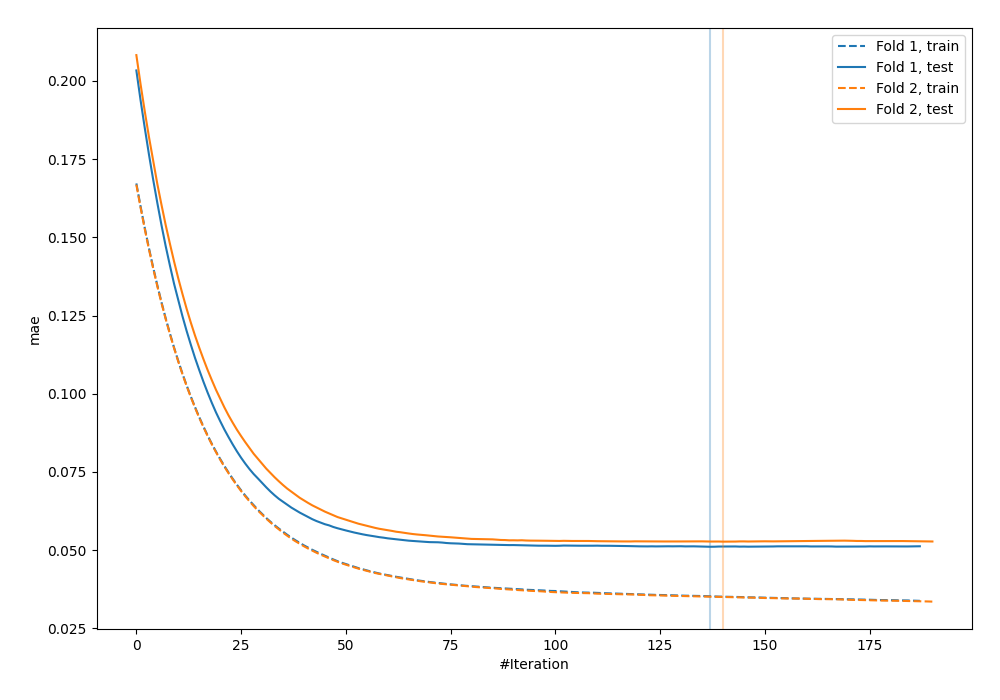 Fold 1, train
Fold 1, test
Fold 2, train
Fold 2, test
0.200
0.175
0.150
0.125
0.100
0.075
0.050
0.025
mae
0 25 50 75 100 125 150 175
#Iteration